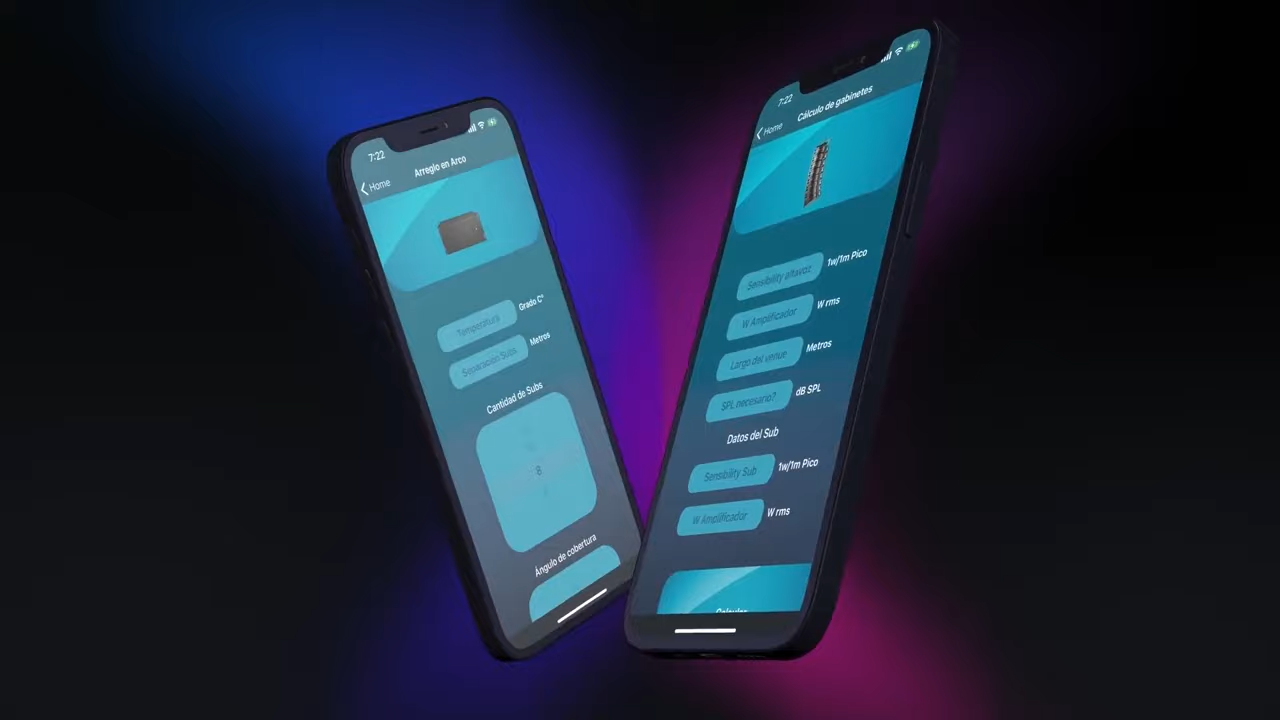 7:22
Home
Arreglo en Arco
Temperatura
Grado C°
Separación Subs
Metros
Cantidad de Subs
8
Ángulo de cobertura
7:22
Home
Cálculo de gabinetes
Sensibility altavoz
1w/1m Pico
W Amplificador
W rms
Largo del venue
Metros
SPL necesario?
dB SPL
Datos del Sub
Sensibility Sub
1w/1m Pico
W Amplificador
W rms
Calcular